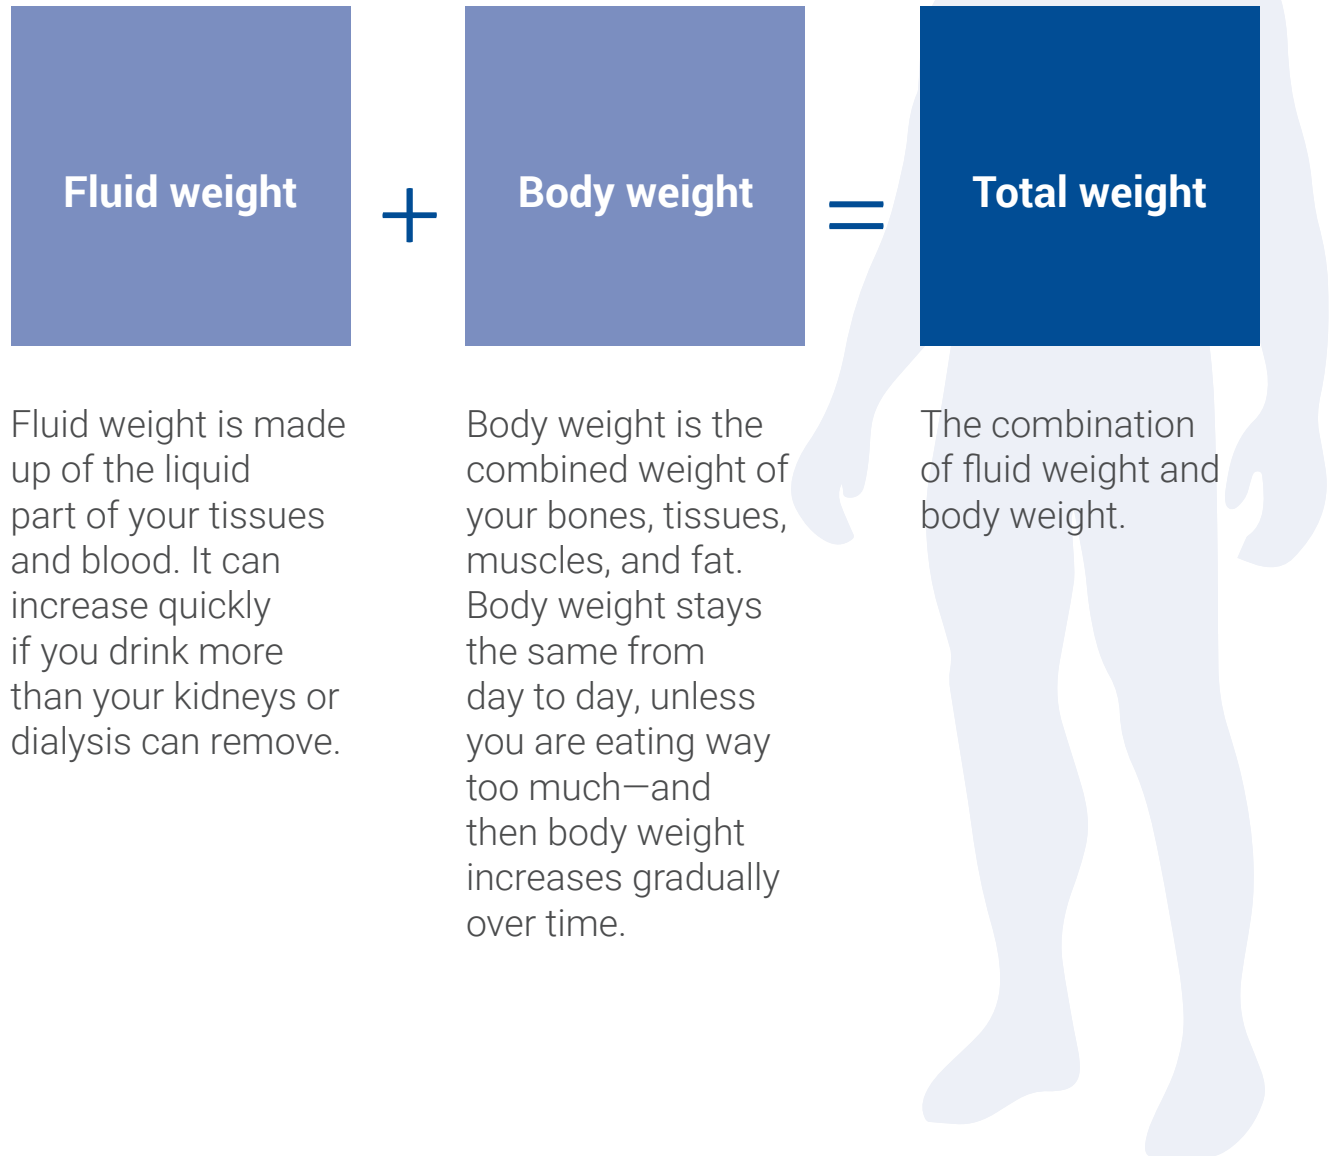 Fluid weight
+
Body weight
=
Total weight
Fluid weight is made
up of the liquid
part of your tissues
and blood. It can
increase quickly
if you drink more
than your kidneys or
dialysis can remove.
Body weight is the
combined weight of
your bones, tissues,
muscles, and fat.
Body weight stays
the same from
day to day, unless
you are eating way
too much—and
then body weight
increases gradually
over time.
The combination
of fluid weight and
body weight.